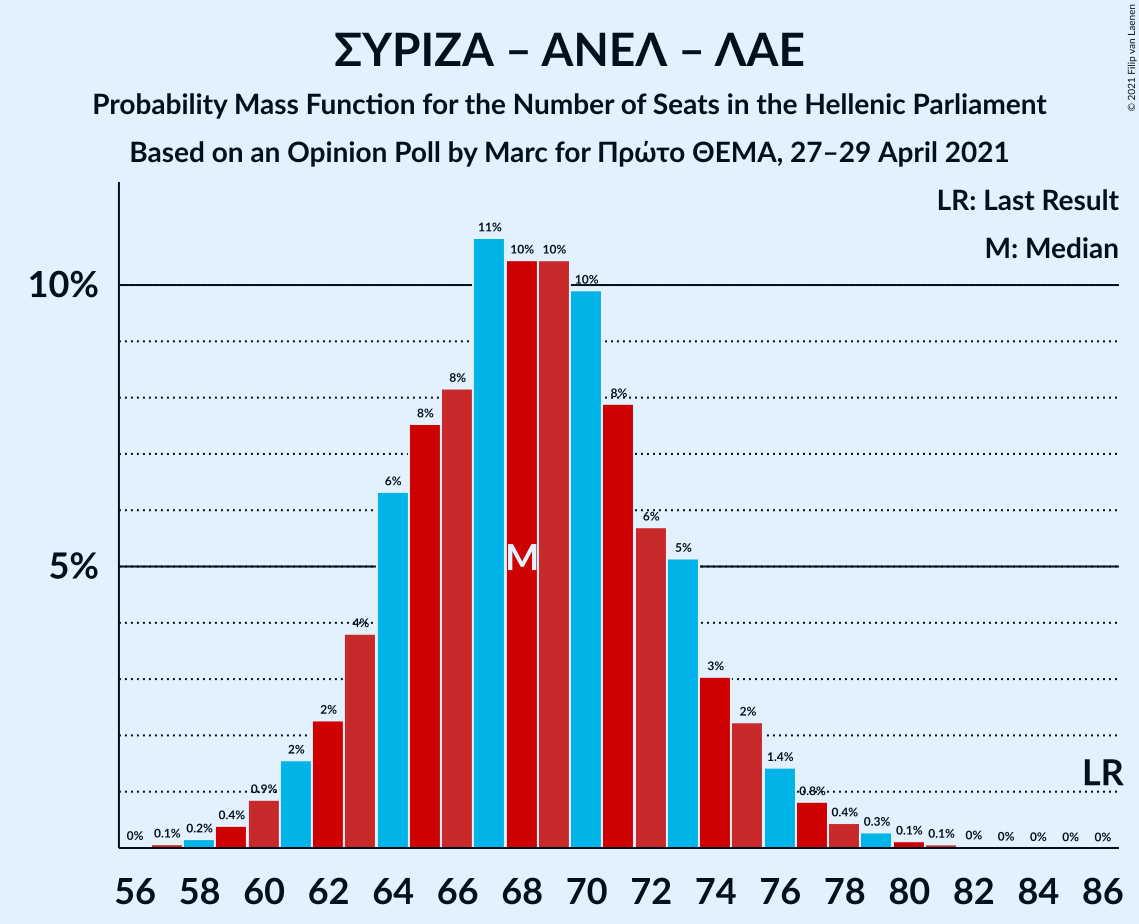 ΣΥΡΙΖΑ – ΑΝΕΛ – ΛΑΕ
Probability Mass Function for the Number of Seats in the Hellenic Parliament
Based on an Opinion Poll by Marc for Πρώτο ΘΕΜΑ, 27–29 April 2021
© 2021 Filip van Laenen
LR: Last Result
M: Median
10%
5%
0% 0.1% 0.2% 0.4% 0.9% 2% 2% 4% 6% 8% 8% 11% 10% 10% 10% 8% 6% 5% 3% 2% 1.4% 0.8% 0.4% 0.3% 0.1% 0.1% 0% 0% 0% 0% 0%
M
LR
56 58 60 62 64 66 68 70 72 74 76 78 80 82 84 86